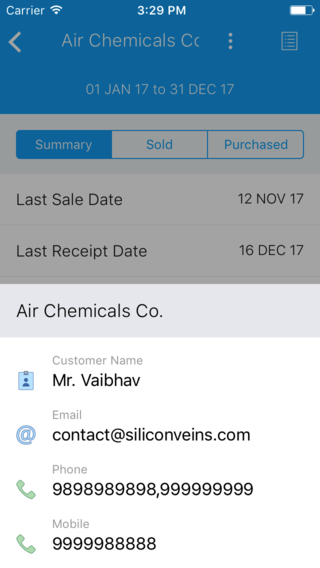 Carrier 3:29 PM
Air Chemicals Co
01 JAN 17 to 31 DEC 17
Summary Sold Purchased
Last Sale Date 12 NOV 17
Last Receipt Date 16 DEC 17
Air Chemicals Co.
Customer Name
Mr. Vaibhav
Email
@ contact@siliconveins.com
Phone
9898989898,999999999
Mobile
9999988888